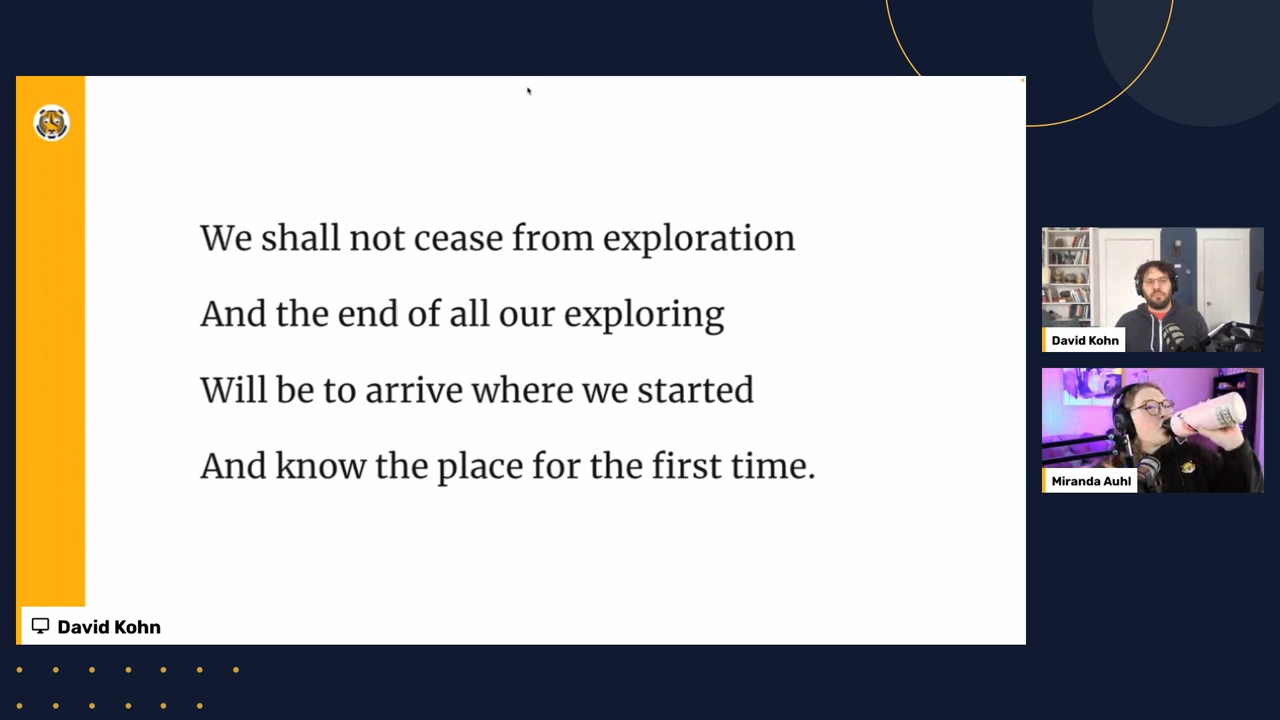 We shall not cease from exploration
And the end of all our exploring
Will be to arrive where we started
And know the place for the first time.
David Kohn
David Kohn
Miranda Auhl